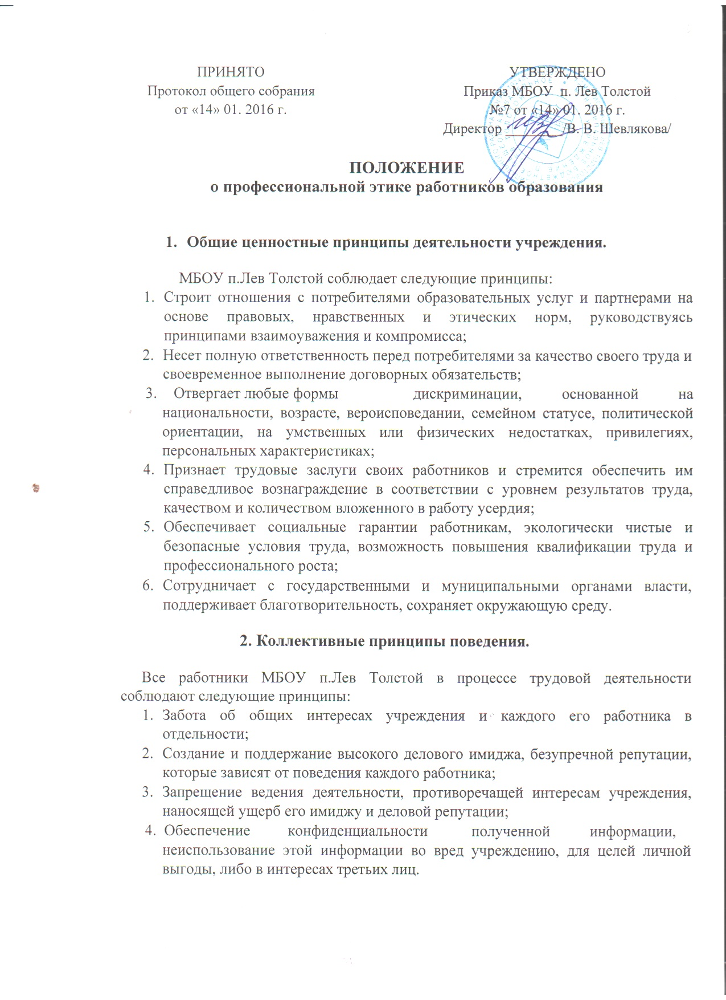 ПРИНЯТО
Протокол общего собрания
от «14» 01. 2016 г.
УТВЕРЖДЕНО
Приказ МБОУ п. Лев Толстой
№7 от «14» 01. 2016 г.
Директор ________/В. В. Шевлякова/
ПОЛОЖЕНИЕ
о профессиональной этике работников образования
1. Общие ценностные принципы деятельности учреждения.
МБОУ п.Лев Толстой соблюдает следующие принципы:
1. Строит отношения с потребителями образовательных услуг и партнерами на
основе правовых, нравственных и этических норм, руководствуясь
принципами взаимоуважения и компромисса;
2. Несет полную ответственность перед потребителями за качество своего труда и
своевременное выполнение договорных обязательств;
3. Отвергает любые формы дискриминации, основанной на
национальности, возрасте, вероисповедании, семейном статусе, политической
ориентации, на умственных или физических недостатках, привилегиях,
персональных характеристиках;
4. Признает трудовые заслуги своих работников и стремится обеспечить им
справедливое вознаграждение в соответствии с уровнем результатов труда,
качеством и количеством вложенного в работу усердия;
5. Обеспечивает социальные гарантии работникам, экологически чистые и
безопасные условия труда, возможность повышения квалификации труда и
профессионального роста;
6. Сотрудничает с государственными и муниципальными органами власти,
поддерживает благотворительность, сохраняет окружающую среду.
2. Коллективные принципы поведения.
Все работники МБОУ п.Лев Толстой в процессе трудовой деятельности
соблюдают следующие принципы:
1. Забота об общих интересах учреждения и каждого его работника в
отдельности;
2. Создание и поддержание высокого делового имиджа, безупречной репутации,
которые зависят от поведения каждого работника;
3. Запрещение ведения деятельности, противоречащей интересам учреждения,
наносящей ущерб его имиджу и деловой репутации;
4. Обеспечение конфиденциальности полученной информации,
неиспользование этой информации во вред учреждению, для целей личной
выгоды, либо в интересах третьих лиц.